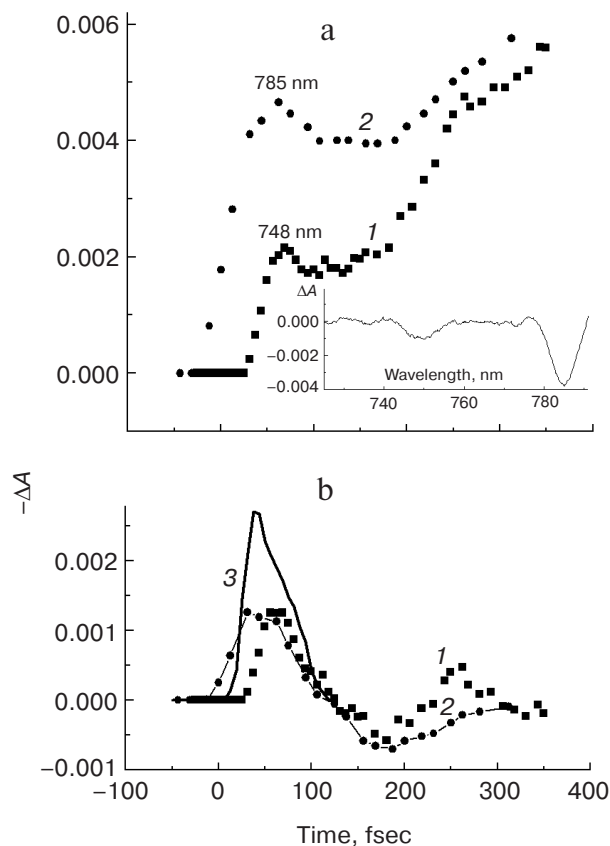 a
0.006
785 nm
2
0.004
748 nm
1
0.002
ΔA
0.000
−0.002
−0.004
Wavelength, nm
740 760 780
0.000
b
−ΔA
0.002
3
0.001
1
0.000
2
−0.001
−100 0 100 200 300 400
Time, fsec